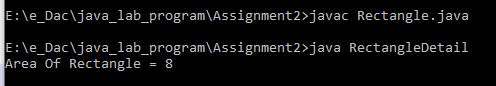 E:\e_Dac\java_lab_program\Assignment2>javac Rectangle.java
E:\e_Dac\java_lab_program\Assignment2>java RectangleDetail
Area Of Rectangle = 8